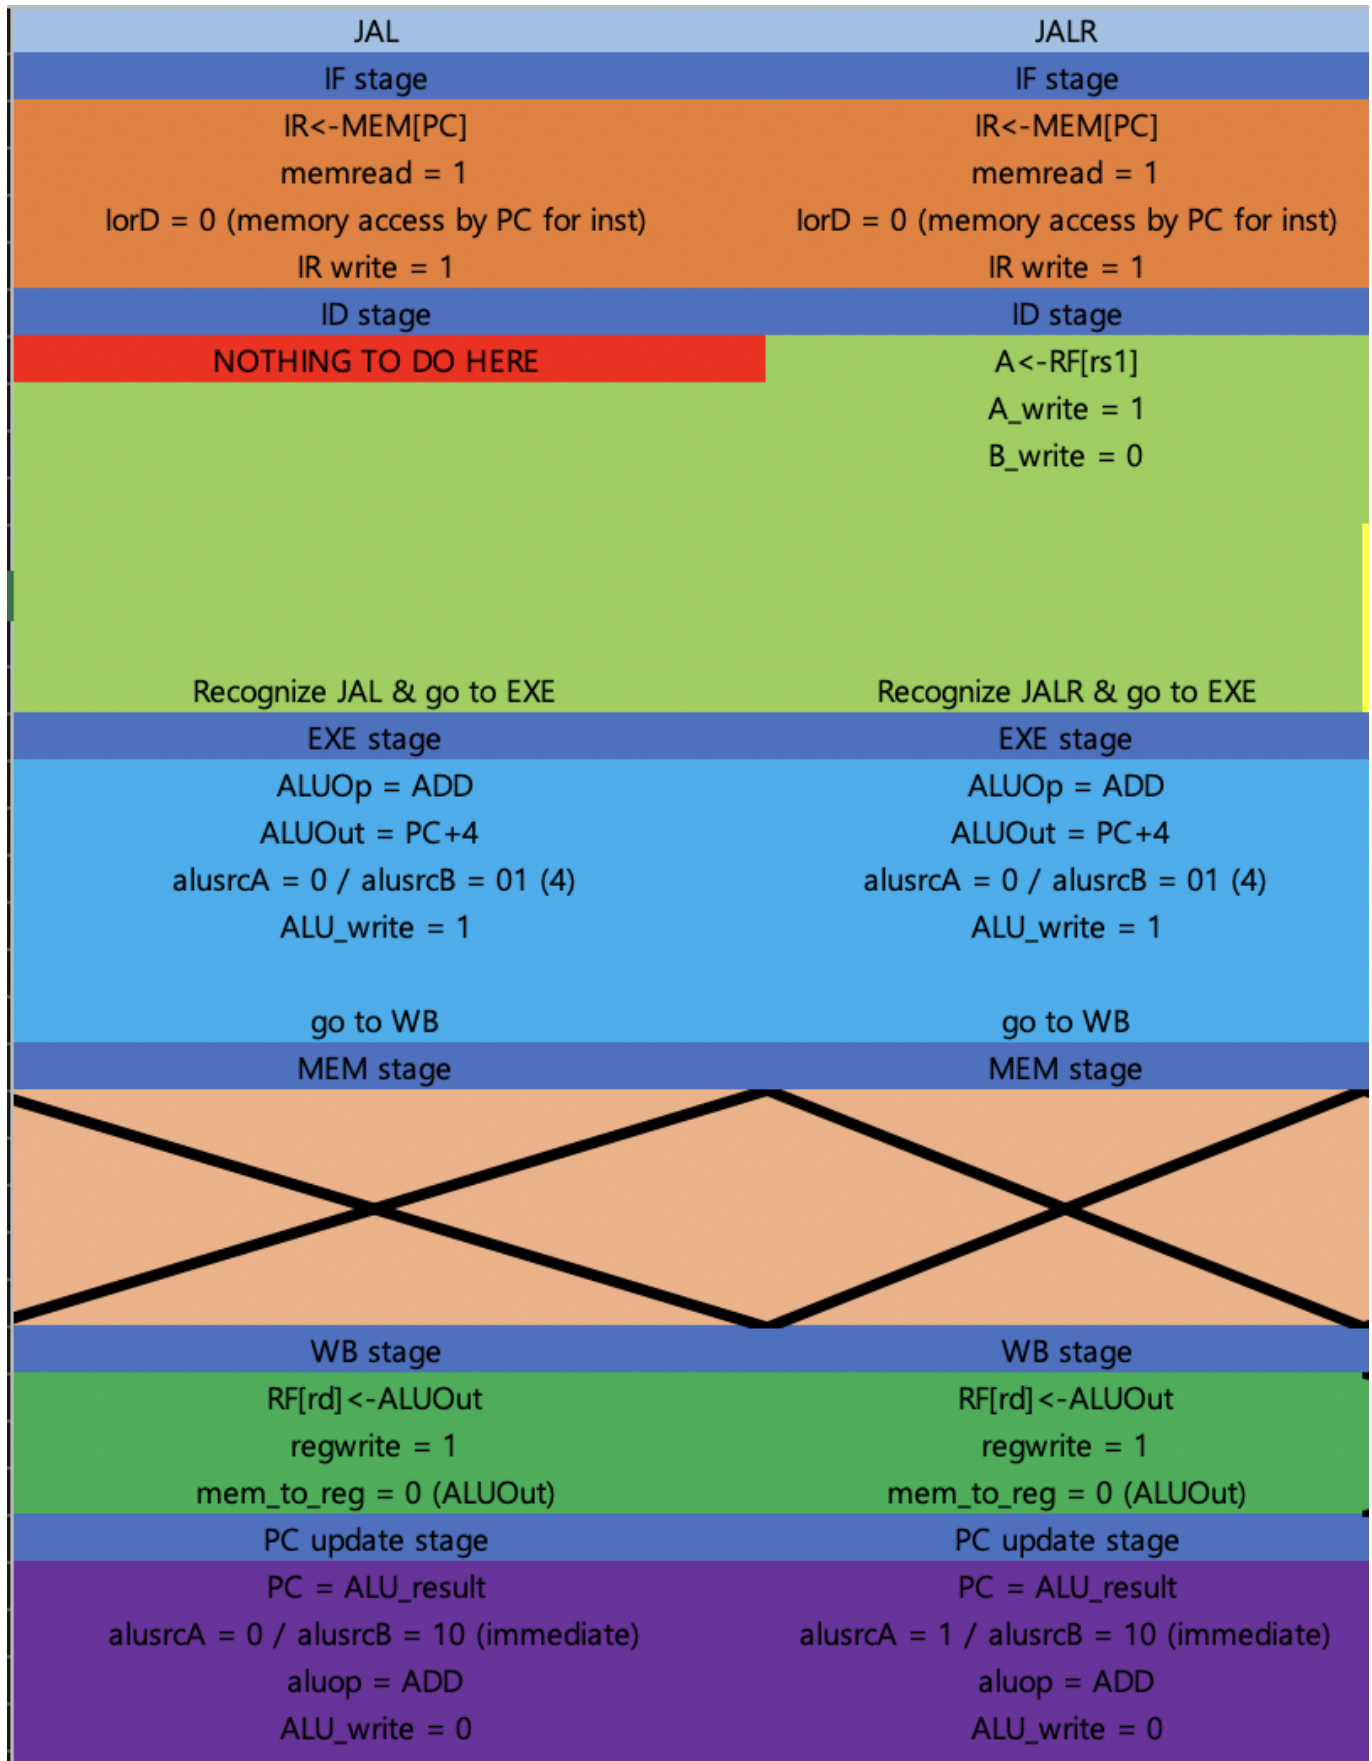 JAL
IF stage
IR<-MEM[PC]
memread = 1
IorD = 0 (memory access by PC for inst)
IR write = 1
ID stage
NOTHING TO DO HERE
Recognize JAL & go to EXE
EXE stage
ALUOp = ADD
ALUOut = PC+4
alusrcA = 0 / alusrcB = 01 (4)
ALU_write = 1
go to WB
MEM stage
WB stage
RF[rd]<-ALUOut
regwrite = 1
mem_to_reg = 0 (ALUOut)
PC update stage
PC = ALU_result
alusrcA = 0 / alusrcB = 10 (immediate)
aluop = ADD
ALU_write = 0
JALR
IF stage
IR<-MEM[PC]
memread = 1
IorD = 0 (memory access by PC for inst)
IR write = 1
ID stage
A<-RF[rs1]
A_write = 1
B_write = 0
Recognize JALR & go to EXE
EXE stage
ALUOp = ADD
ALUOut = PC+4
alusrcA = 0 / alusrcB = 01 (4)
ALU_write = 1
go to WB
MEM stage
WB stage
RF[rd]<-ALUOut
regwrite = 1
mem_to_reg = 0 (ALUOut)
PC update stage
PC = ALU_result
alusrcA = 1 / alusrcB = 10 (immediate)
aluop = ADD
ALU_write = 0